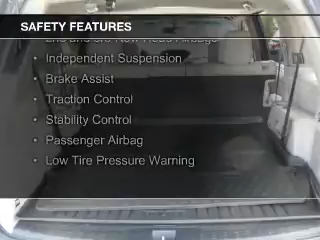 SAFETY FEATURES
• Independent Suspension
• Brake Assist
• Traction Control
• Stability Control
• Passenger Airbag
• Low Tire Pressure Warning